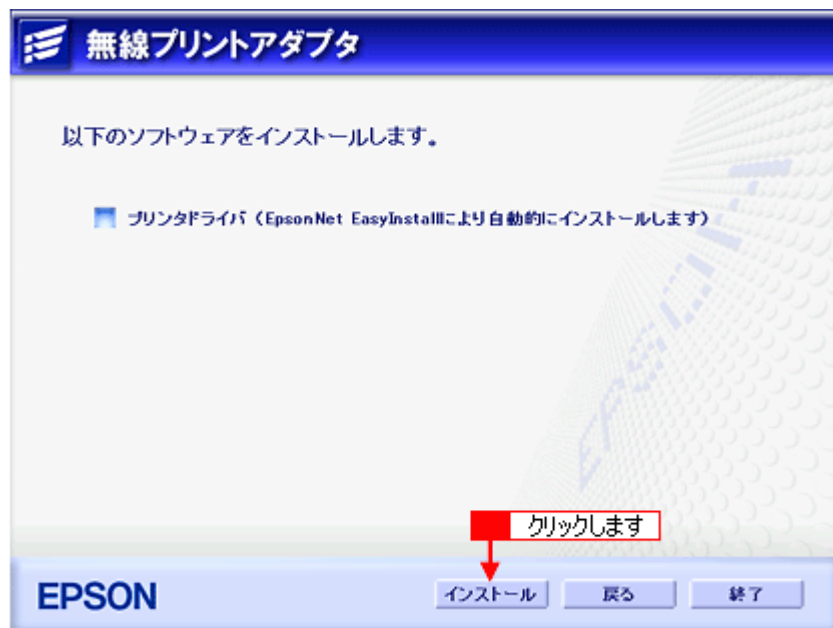 無線プリントアダプタ
以下のソフトウェアをインストールします。
プリンタドライバ（EpsonNet EasyInstallにより自動的にインストールします）
EPSON
クリックします
EPSON
インストール
戻る
終了